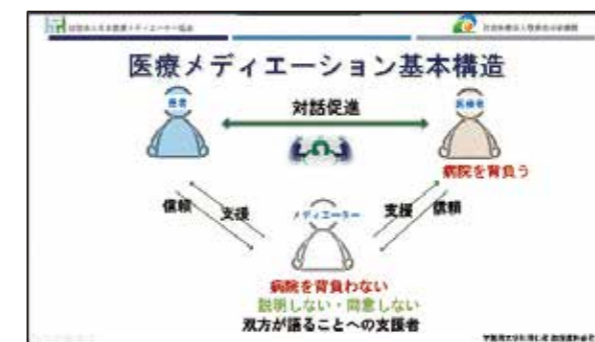 医療メディエーション基本構造
患者
対話促進
医療者
病院を背負う
信頼
支援
メディエーター
支援
信頼
病院を背負わない
説明しない・同意しない
双方が語ることへの支援者